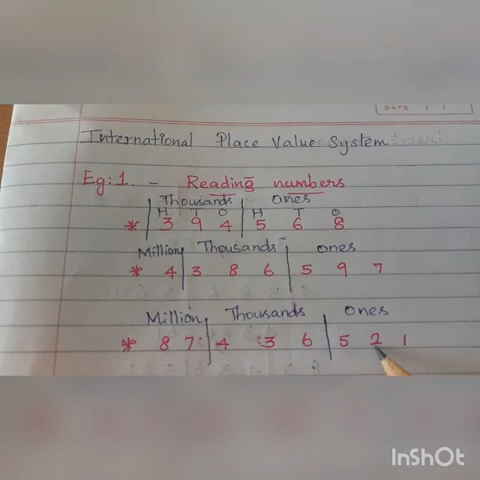 DATE / /
International Place Value System
Eg:1 - Reading numbers
Thousands Ones
H T O H T O
* 3 9 4 5 6 8
Million Thousands Ones
* 4 3 8 6 5 9 7
Million Thousands Ones
* 8 7 4 3 6 5 2 1
InShOt